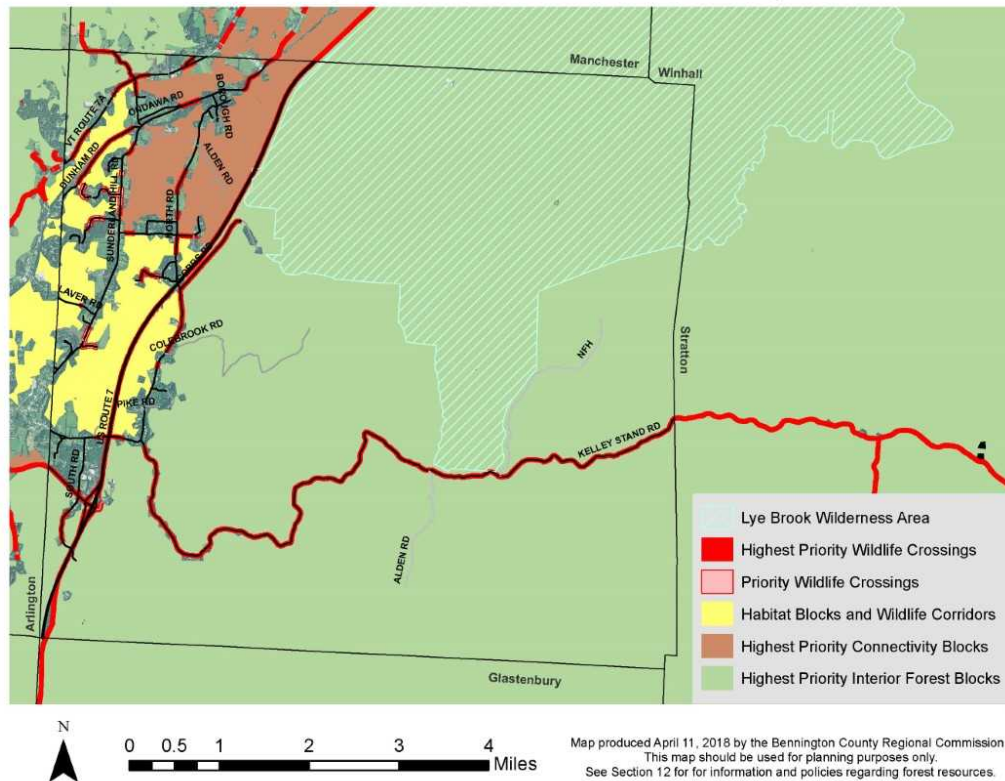 Manchester
Winhall
VT ROUTE 7A
ONDAWA RD
BOROUGH RD
DUNHAM RD
ALDEN RD
SUNDERLAND HILL RD
NORTH RD
LAVER RD
COLEBROOK RD
NFH
Stratton
US ROUTE 7
PIKE RD
KELLEY STAND RD
SOUTH RD
ALDEN RD
Arlington
Glastenbury
Lye Brook Wilderness Area
Highest Priority Wildlife Crossings
Priority Wildlife Crossings
Habitat Blocks and Wildlife Corridors
Highest Priority Connectivity Blocks
Highest Priority Interior Forest Blocks
N
0 0.5 1 2 3 4
Miles
Map produced April 11, 2018 by the Bennington County Regional Commission
This map should be used for planning purposes only.
See Section 12 for for information and policies regarding forest resources.